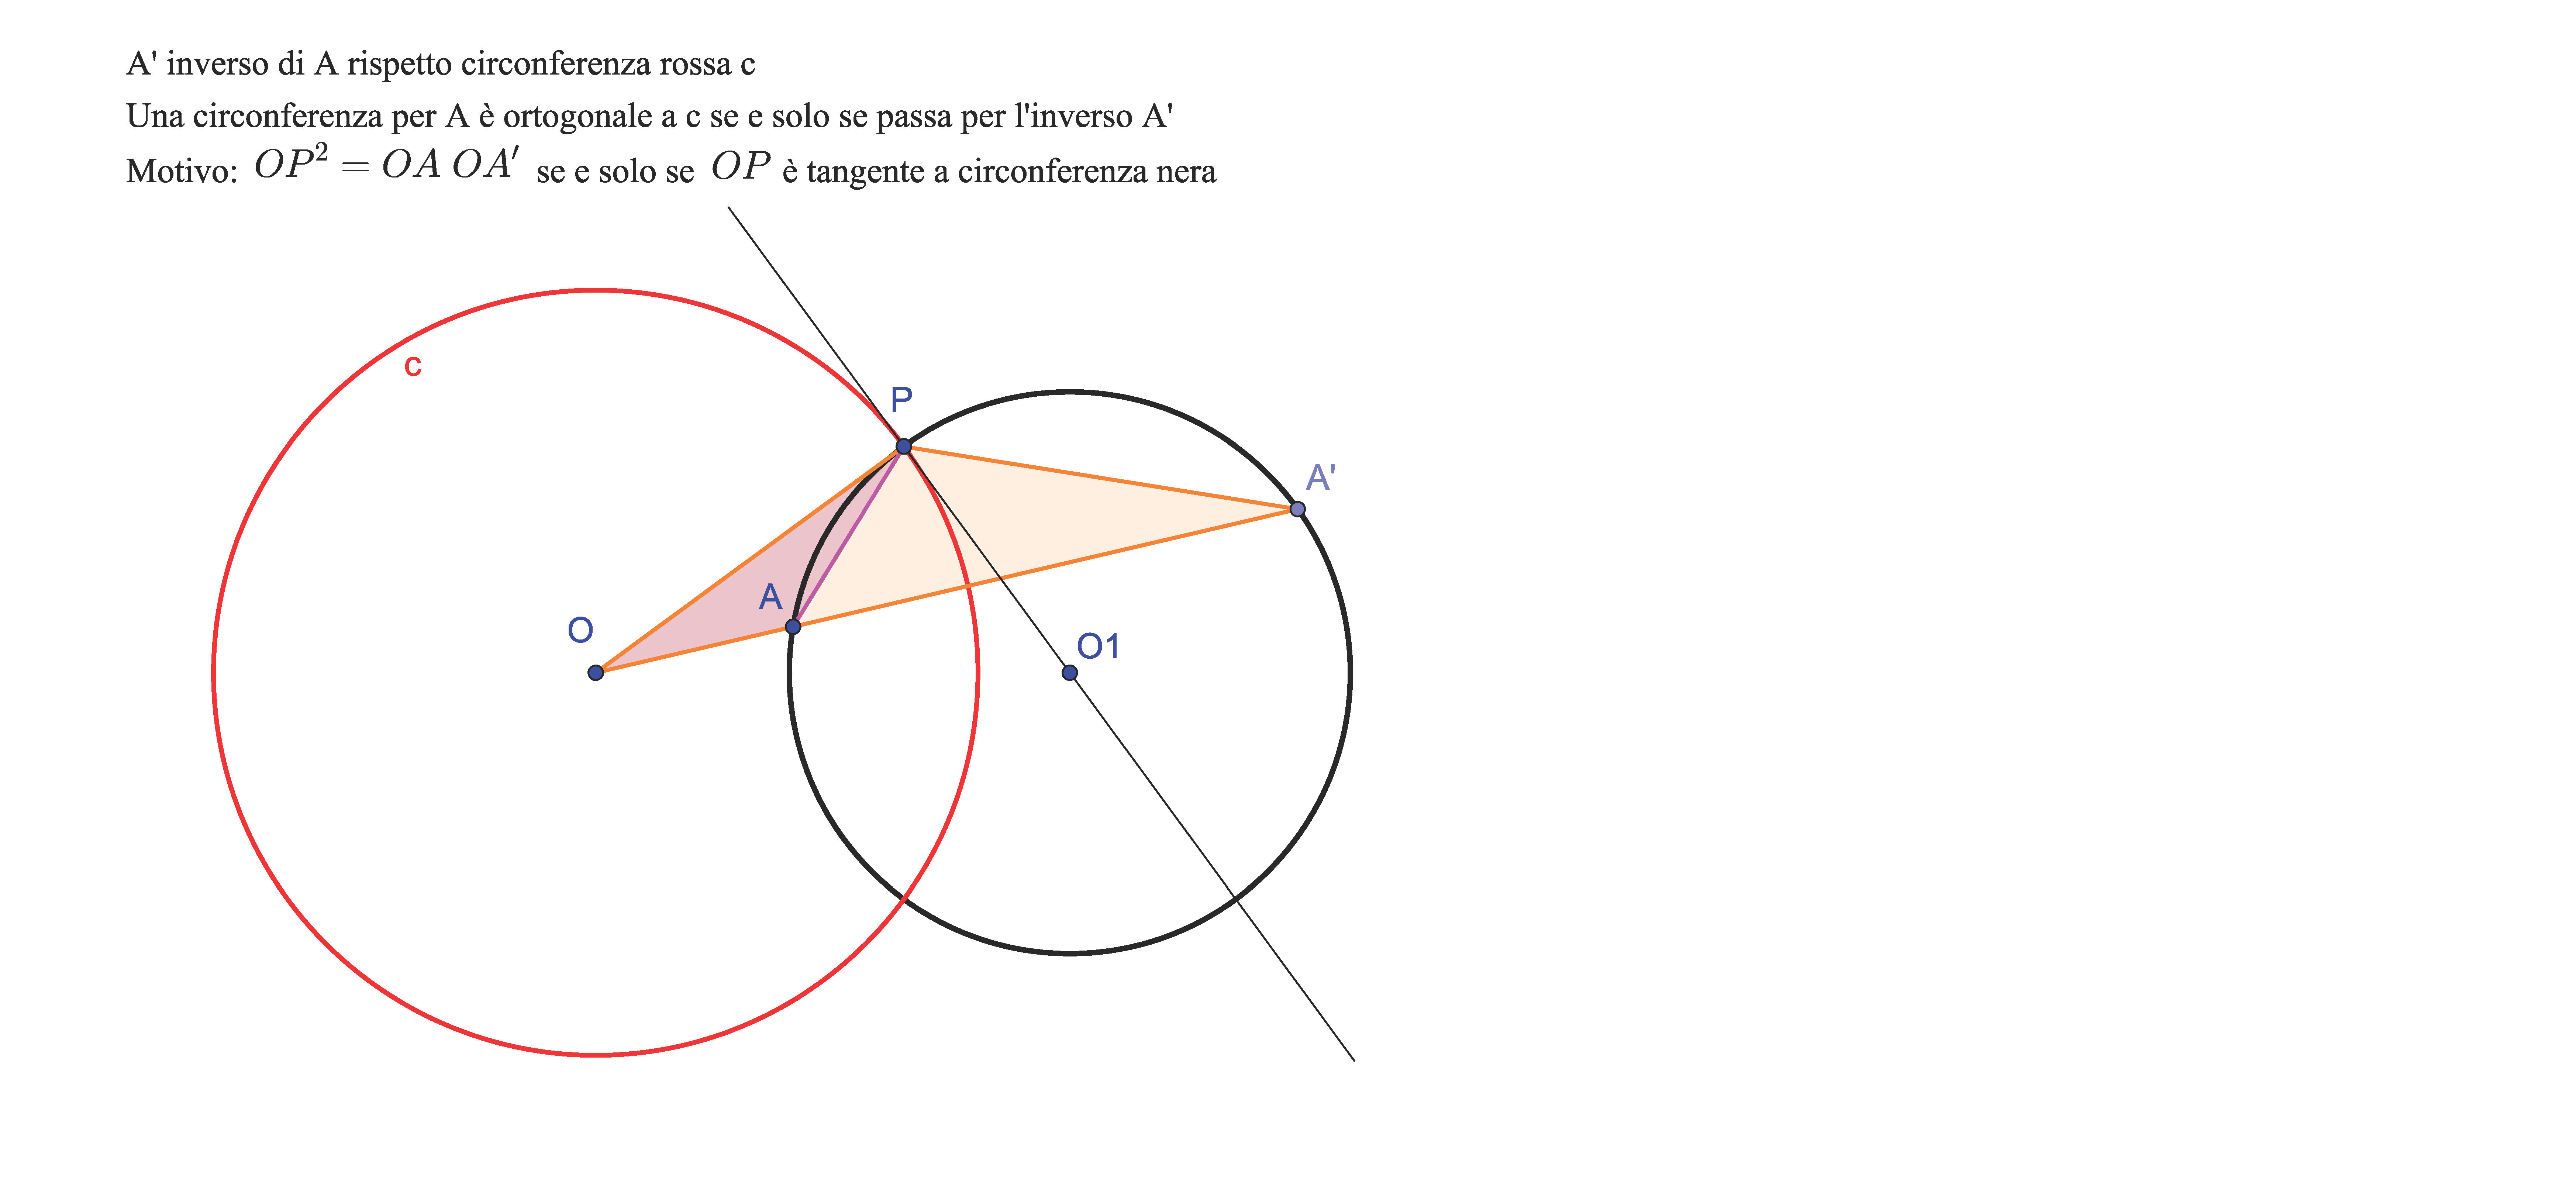 A' inverso di A rispetto circonferenza rossa c
Una circonferenza per A è ortogonale a c se e solo se passa per l'inverso A'
Motivo: OP² = OA OA′ se e solo se OP è tangente a circonferenza nera
c
P
A'
A
O
O1